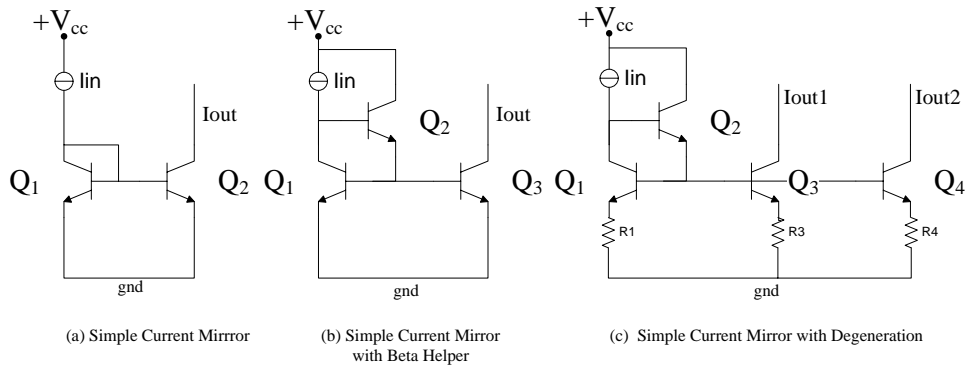 +Vcc
Iin
Iout
Q1
Q2
gnd
(a) Simple Current Mirrror
+Vcc
Iin
Q2
Iout
Q1
Q3
gnd
(b) Simple Current Mirror
with Beta Helper
+Vcc
Iin
Q2
Iout1
Iout2
Q1
Q3
Q4
R1
R3
R4
gnd
(c) Simple Current Mirror with Degeneration